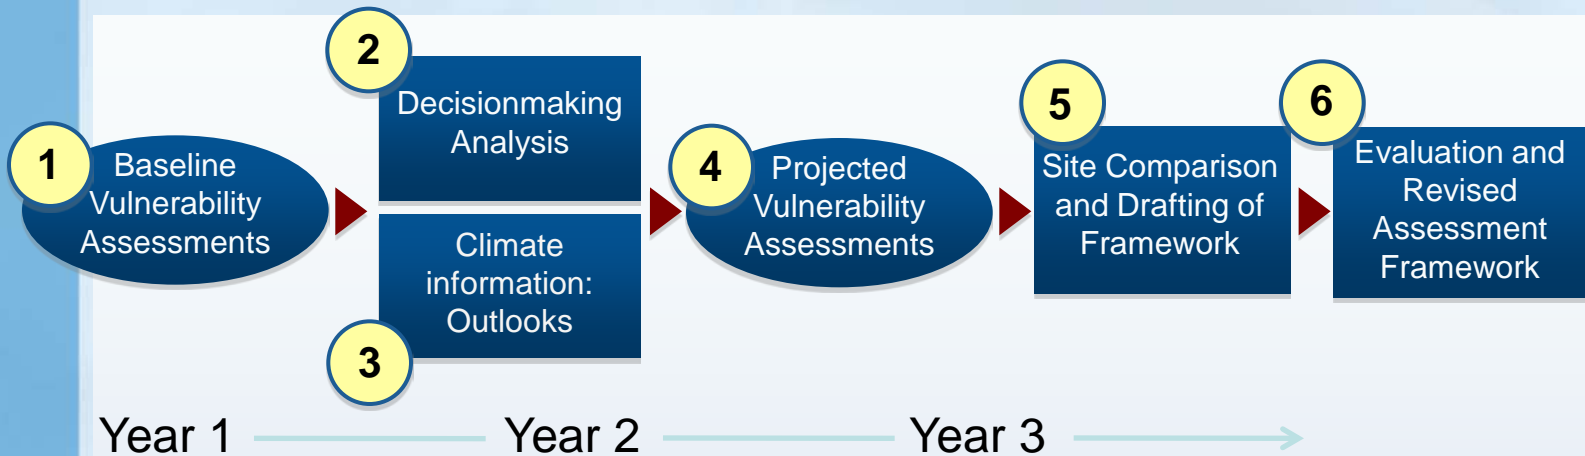 1
Baseline
Vulnerability
Assessments
2
Decisionmaking
Analysis
Climate
information:
Outlooks
3
4
Projected
Vulnerability
Assessments
5
Site Comparison
and Drafting of
Framework
6
Evaluation and
Revised
Assessment
Framework
Year 1
Year 2
Year 3